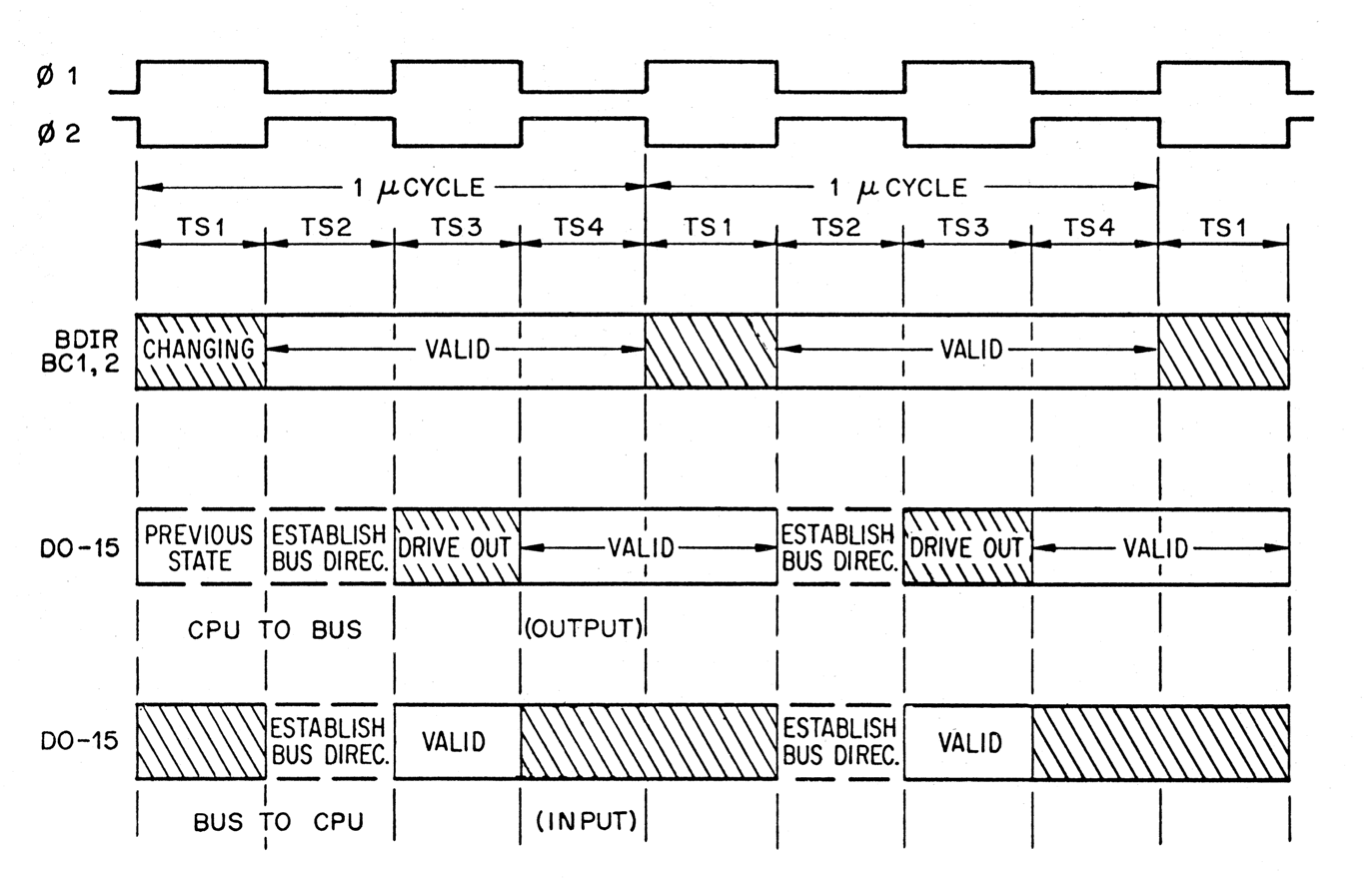 Ø 1
Ø 2
1 μCYCLE 1 μCYCLE
TS1 TS2 TS3 TS4 TS1 TS2 TS3 TS4 TS1
BDIR
BC1,2
CHANGING VALID VALID
DO-15
PREVIOUS STATE
ESTABLISH BUS DIREC.
DRIVE OUT
VALID
ESTABLISH BUS DIREC.
DRIVE OUT
VALID
CPU TO BUS (OUTPUT)
DO-15
ESTABLISH BUS DIREC.
VALID
ESTABLISH BUS DIREC.
VALID
BUS TO CPU (INPUT)